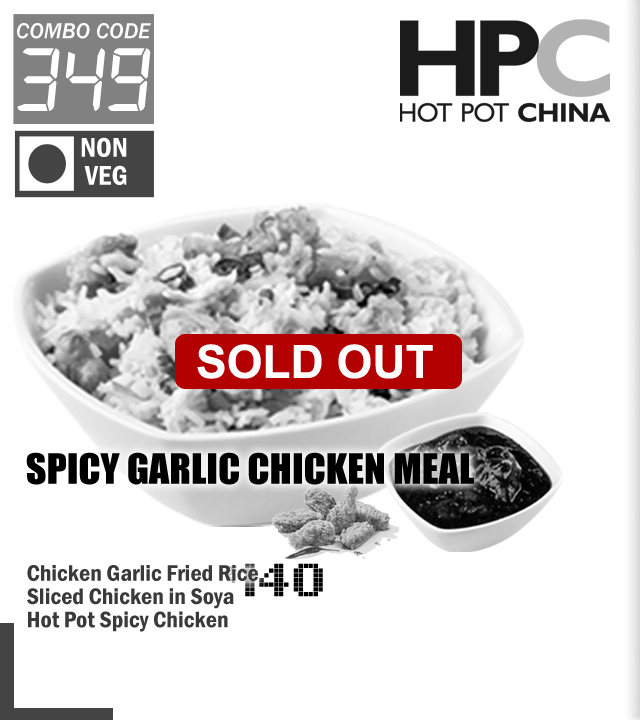 COMBO CODE
349
NON
VEG
HPC
HOT POT CHINA
SOLD OUT
SPICY GARLIC CHICKEN MEAL
Chicken Garlic Fried Rice
140
Sliced Chicken in Soya
Hot Pot Spicy Chicken